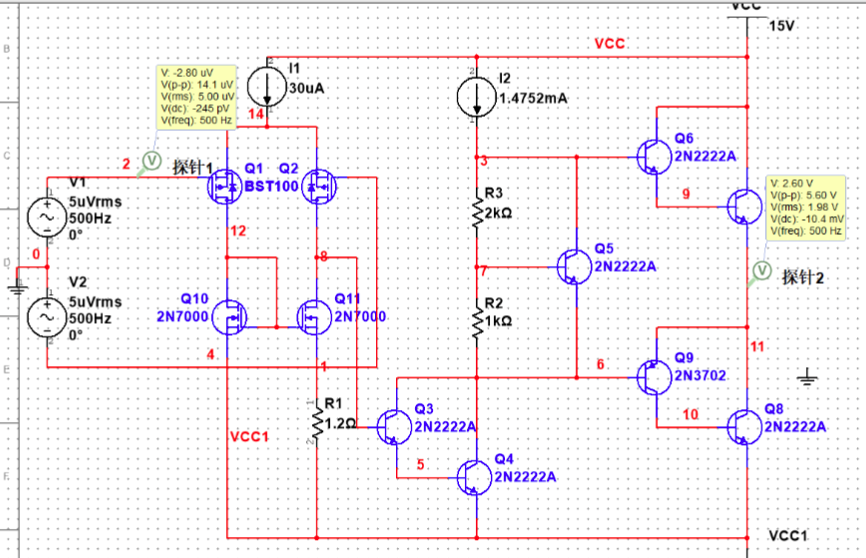 VCC
15V
VCC
B
V: -2.80 uV
V(p-p): 14.1 uV
V(rms): 5.00 uV
V(dc): -245 pV
V(freq): 500 Hz
2
I1
30uA
1
14
2
I2
1.4752mA
1
C
2
探针1
Q1
Q2
BST100
3
Q6
2N2222A
9
V: 2.60 V
V(p-p): 5.60 V
V(rms): 1.98 V
V(dc): -10.4 mV
V(freq): 500 Hz
V1
5uVrms
500Hz
0°
R3
2kΩ
12
8
0
D
7
Q5
2N2222A
探针2
V2
5uVrms
500Hz
0°
Q10
2N7000
Q11
2N7000
R2
1kΩ
4
1
6
11
E
Q9
2N3702
10
R1
1.2Ω
VCC1
Q3
2N2222A
5
Q8
2N2222A
Q4
2N2222A
F
VCC1